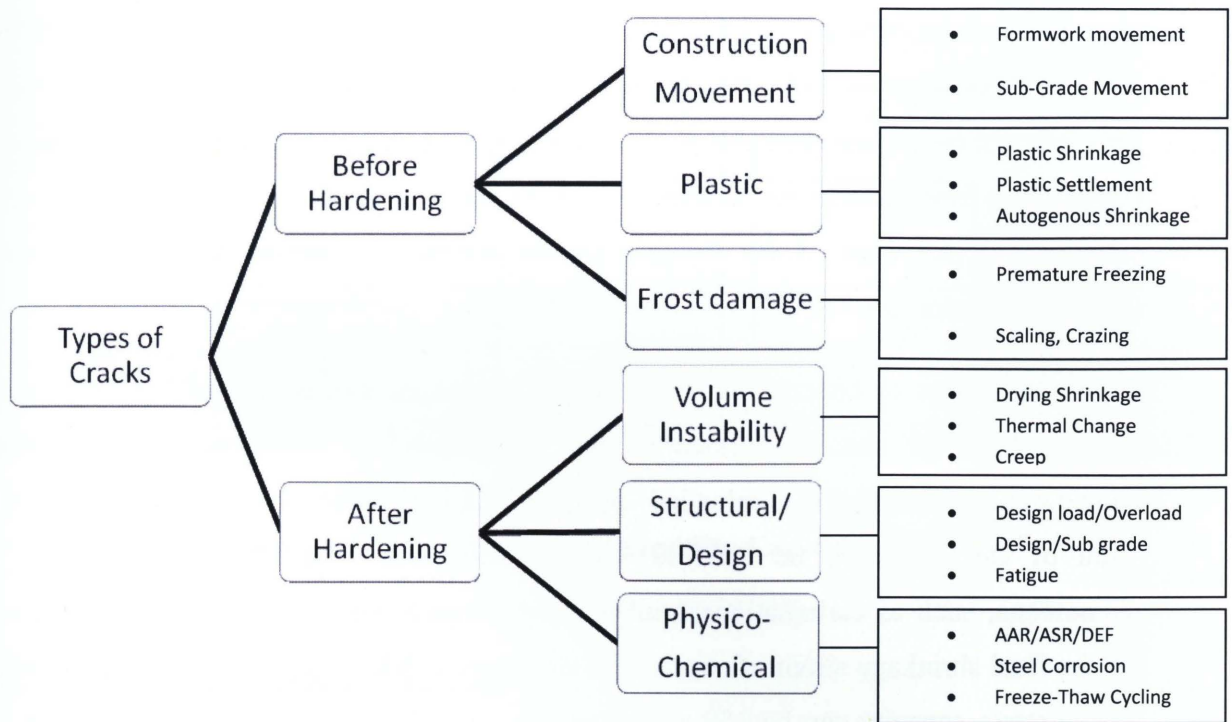 Types of
Cracks
Before
Hardening
Construction
Movement
• Formwork movement
• Sub-Grade Movement
Plastic
• Plastic Shrinkage
• Plastic Settlement
• Autogenous Shrinkage
Frost damage
• Premature Freezing
• Scaling, Crazing
After
Hardening
Volume
Instability
• Drying Shrinkage
• Thermal Change
• Creep
Structural/
Design
• Design load/Overload
• Design/Sub grade
• Fatigue
Physico-
Chemical
• AAR/ASR/DEF
• Steel Corrosion
• Freeze-Thaw Cycling